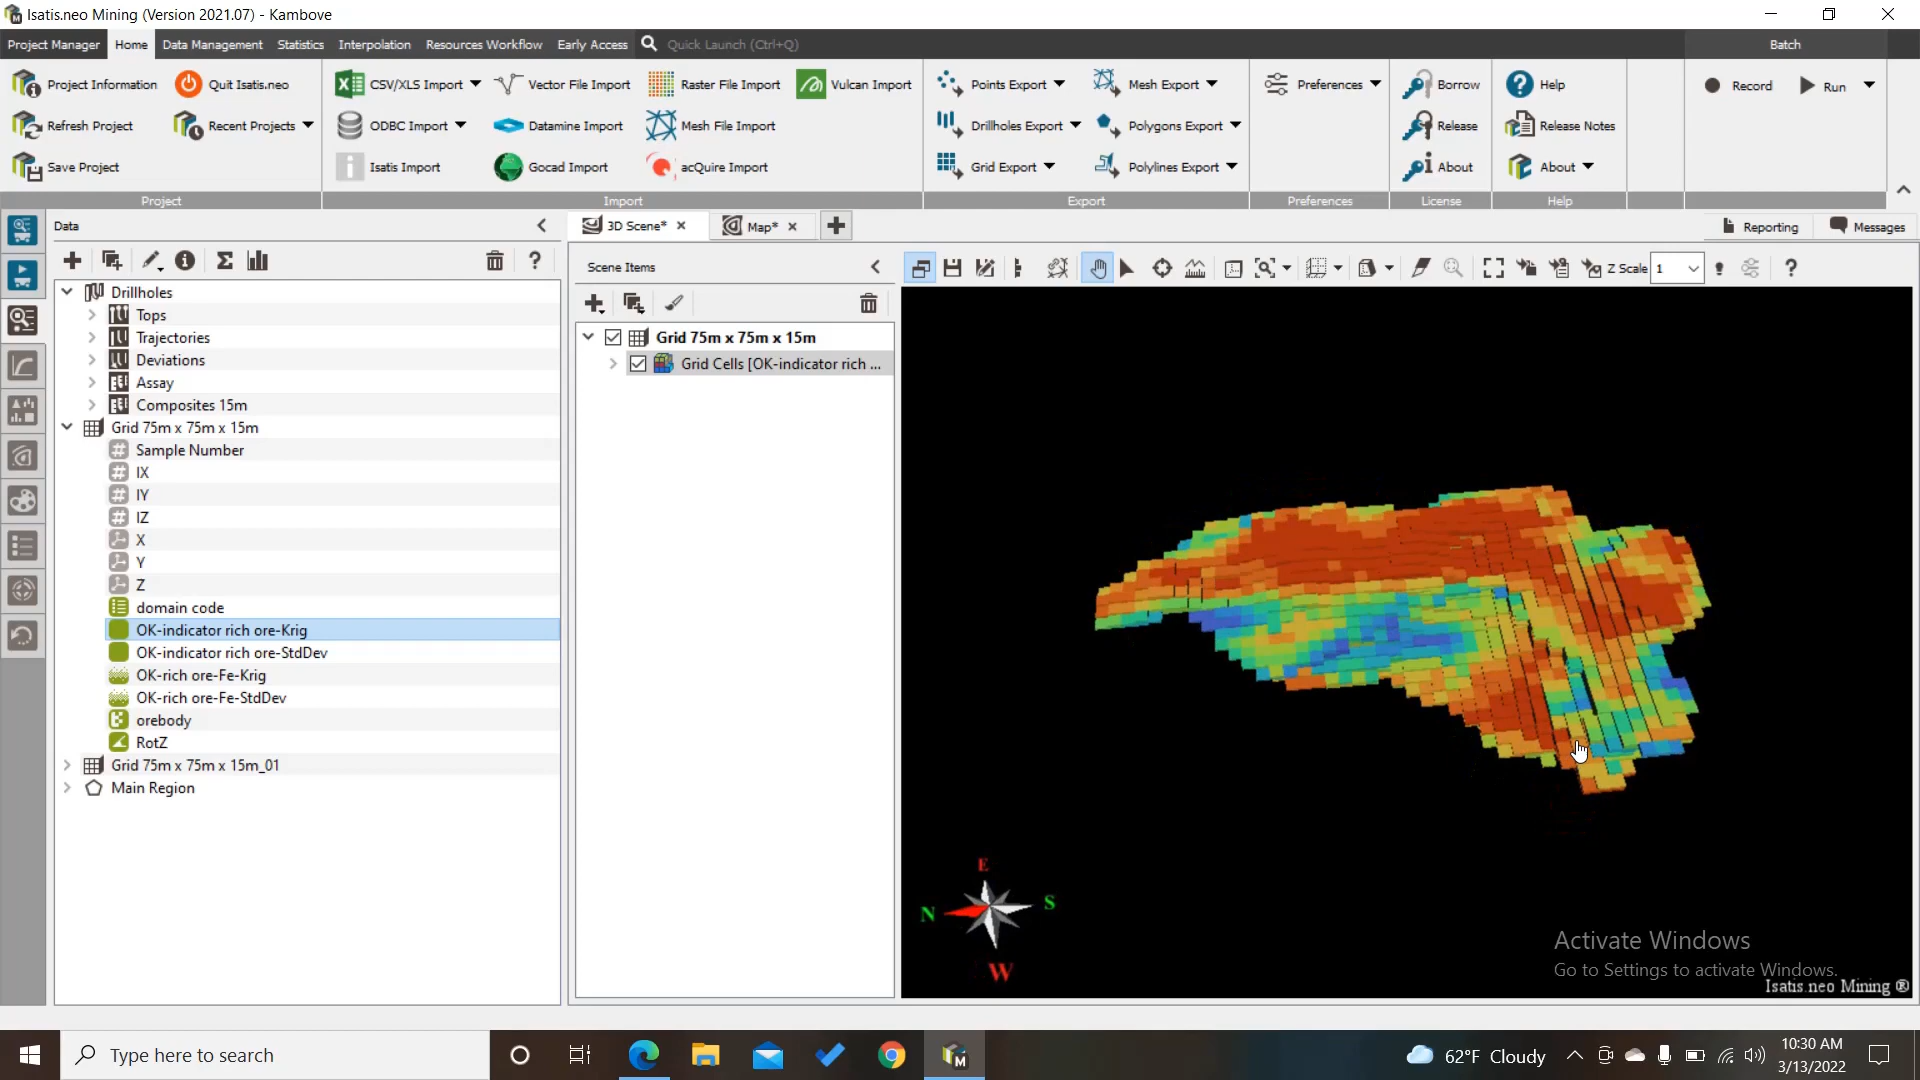 Isatis.neo Mining (Version 2021.07) - Kambove
Project Manager Home Data Management Statistics Interpolation Resources Workflow Early Access Quick Launch (Ctrl+Q) Batch
Project Information Quit Isatis.neo CSV/XLS Import Vector File Import Raster File Import Vulcan Import Points Export Mesh Export Preferences Borrow Help Record Run
Refresh Project Recent Projects ODBC Import Datamine Import Mesh File Import Drillholes Export Polygons Export Release Release Notes
Save Project Isatis Import Gocad Import acQuire Import Grid Export Polylines Export About About
Project Import Export Preferences License Help
Data 3D Scene* Map* Reporting Messages
Scene Items Z Scale 1
Drillholes
Tops
Trajectories
Deviations
Assay
Composites 15m
Grid 75m x 75m x 15m
Sample Number
IX
IY
IZ
X
Y
Z
domain code
OK-indicator rich ore-Krig
OK-indicator rich ore-StdDev
OK-rich ore-Fe-Krig
OK-rich ore-Fe-StdDev
orebody
RotZ
Grid 75m x 75m x 15m_01
Main Region
Grid 75m x 75m x 15m
Grid Cells [OK-indicator rich ...
E
N
S
W
Activate Windows
Go to Settings to activate Windows.
Isatis.neo Mining ®
Type here to search
62°F Cloudy
10:30 AM
3/13/2022